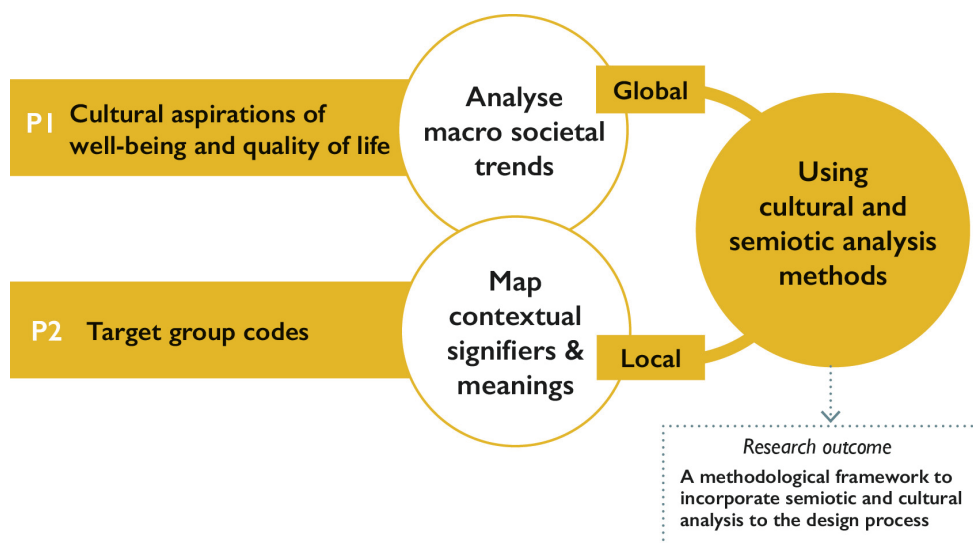 P1
Cultural aspirations of
well-being and quality of life
Analyse
macro societal
trends
Global
P2
Target group codes
Map
contextual
signifiers &
meanings
Local
Using
cultural and
semiotic analysis
methods
Research outcome
A methodological framework to
incorporate semiotic and cultural
analysis to the design process